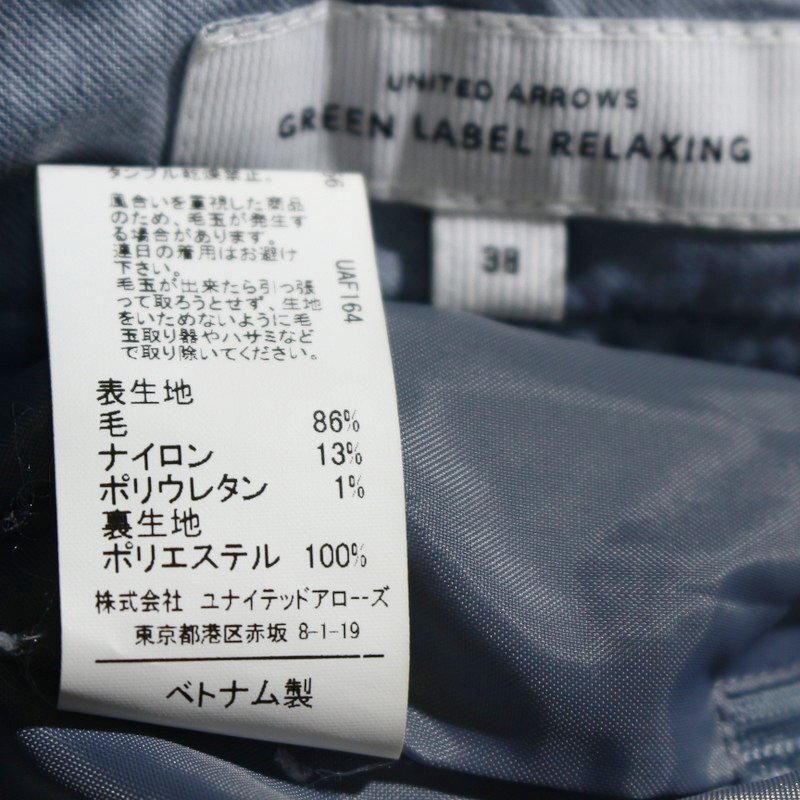 UNITED ARROWS
GREEN LABEL RELAXING
38
タンブル乾燥禁止。
風合いを重視した商品
のため、毛玉が発生す
る場合があります。
連日の着用はお避け
下さい。
毛玉が出来たら引っ張
って取ろうとせず、生地
をいためないように毛
玉取り器やハサミなど
で取り除いてください。
UAF164
表生地
毛 86%
ナイロン 13%
ポリウレタン 1%
裏生地
ポリエステル 100%
株式会社 ユナイテッドアローズ
東京都港区赤坂 8-1-19
ベトナム製